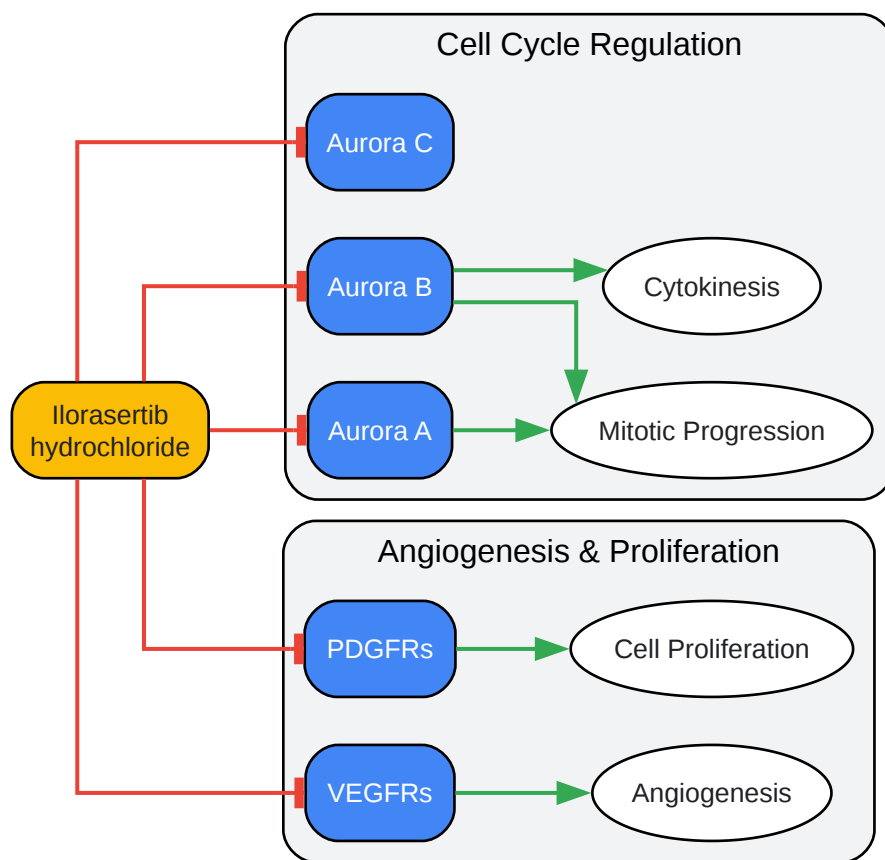 Cell Cycle Regulation
Aurora C
Aurora B
Cytokinesis
Ilorasertib
hydrochloride
Aurora A
Mitotic Progression
Angiogenesis & Proliferation
PDGFRs
Cell Proliferation
VEGFRs
Angiogenesis